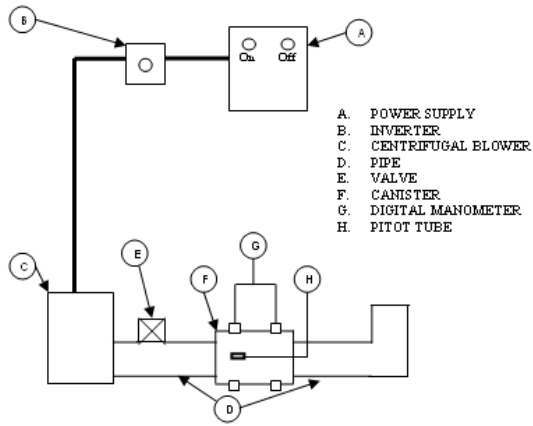 B
A
On Off
A. POWER SUPPLY
B. INVERTER
C. CENTRIFUGAL BLOWER
D. PIPE
E. VALVE
F. CANISTER
G. DIGITAL MANOMETER
H. PITOT TUBE
G
E
C
F
H
D